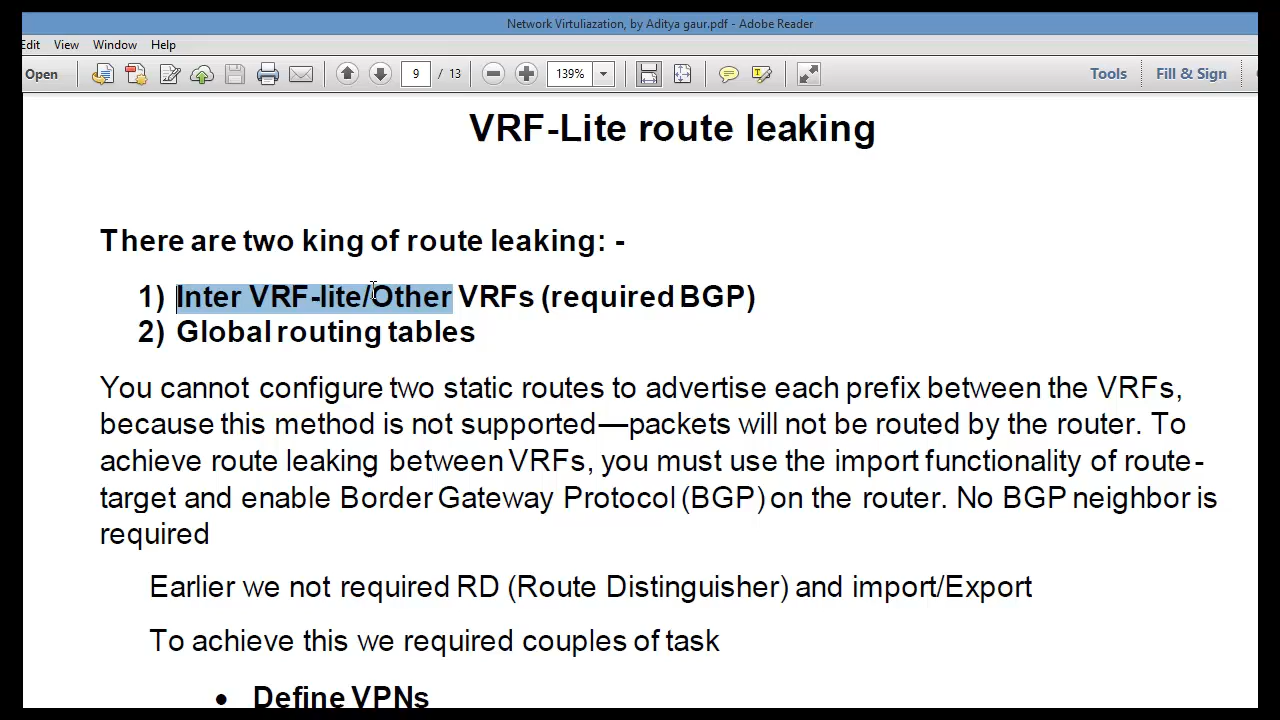 Network Virtuliazation, by Aditya gaur.pdf - Adobe Reader
Edit View Window Help
Open 9 / 13 139% Tools Fill & Sign
VRF-Lite route leaking
There are two king of route leaking: -
1) Inter VRF-lite/Other VRFs (required BGP)
2) Global routing tables
You cannot configure two static routes to advertise each prefix between the VRFs,
because this method is not supported—packets will not be routed by the router. To
achieve route leaking between VRFs, you must use the import functionality of route-
target and enable Border Gateway Protocol (BGP) on the router. No BGP neighbor is
required
Earlier we not required RD (Route Distinguisher) and import/Export
To achieve this we required couples of task
• Define VPNs